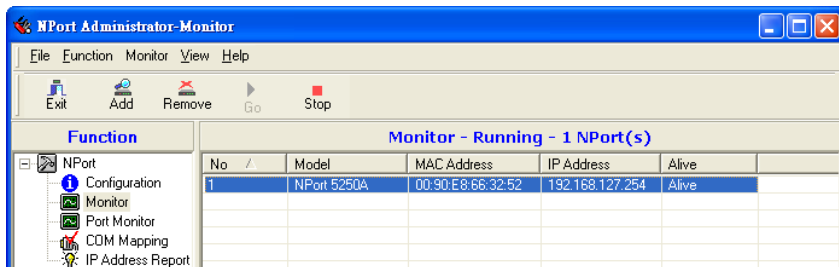 NPort Administrator-Monitor
File Function Monitor View Help
Exit Add Remove Go Stop
Function
Monitor - Running - 1 NPort(s)
NPort
Configuration
Monitor
Port Monitor
COM Mapping
IP Address Report
No Model MAC Address IP Address Alive
1 NPort 5250A 00:90:E8:66:32:52 192.168.127.254 Alive